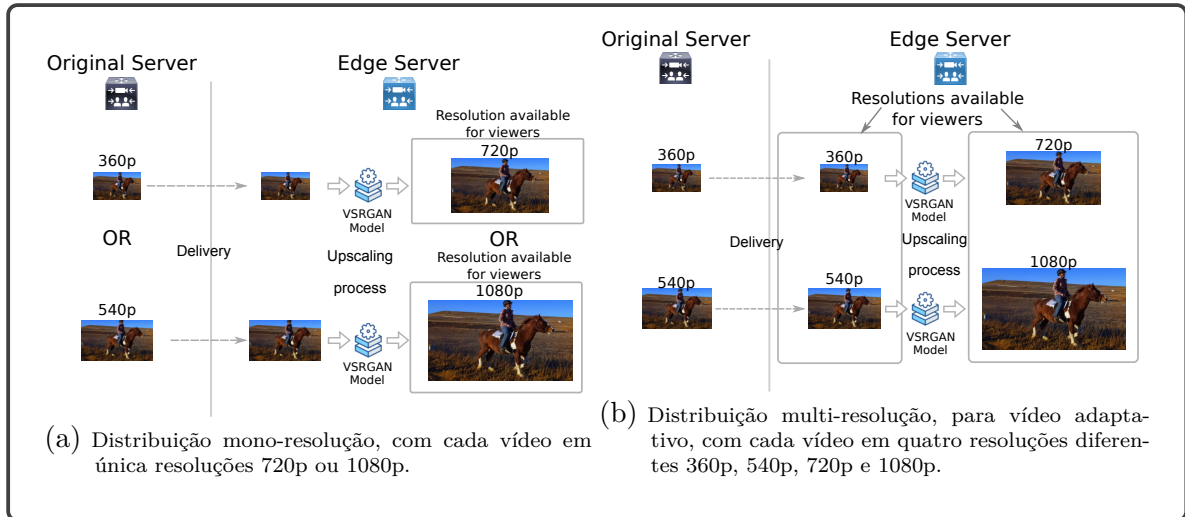 Original Server
Edge Server
Resolution available
for viewers
360p
720p
VSRGAN
Model
OR
Delivery
Upscaling
process
OR
Resolution available
for viewers
540p
1080p
VSRGAN
Model
(a) Distribuição mono-resolução, com cada vídeo em
única resoluções 720p ou 1080p.
Original Server
Edge Server
Resolutions available
for viewers
360p
360p
720p
VSRGAN
Model
Delivery
Upscaling
process
540p
540p
1080p
VSRGAN
Model
(b) Distribuição multi-resolução, para vídeo adapta-
tivo, com cada vídeo em quatro resoluções diferen-
tes 360p, 540p, 720p e 1080p.